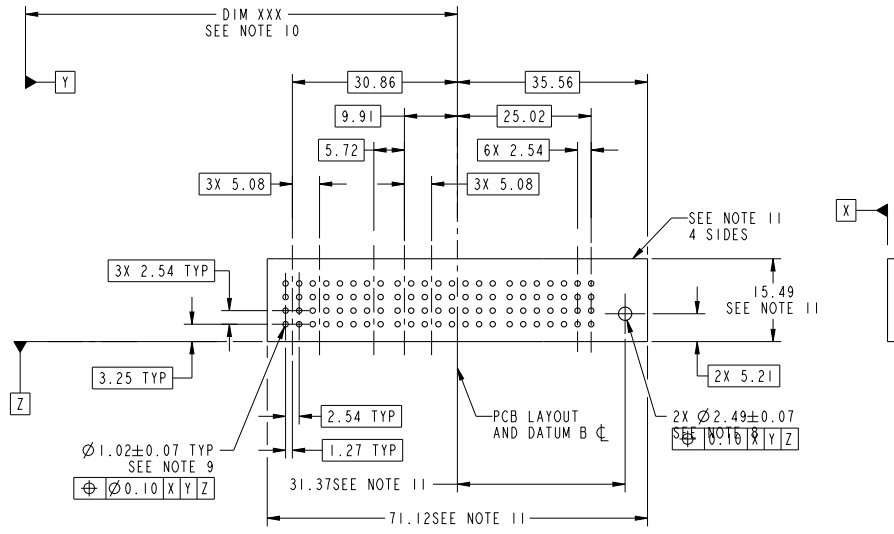 DIM XXX
SEE NOTE 10
Y
30.86
35.56
9.91
25.02
5.72
6X 2.54
3X 5.08
3X 5.08
X
SEE NOTE 11
4 SIDES
3X 2.54 TYP
15.49
SEE NOTE 11
3.25 TYP
2X 5.21
Z
2.54 TYP
PCB LAYOUT
AND DATUM B ℄
2X Ø2.49±0.07
SEE NOTE 8
⌖ 0.10 X Y Z
1.27 TYP
Ø1.02±0.07 TYP
SEE NOTE 9
⌖ Ø0.10 X Y Z
31.37SEE NOTE 11
71.12SEE NOTE 11